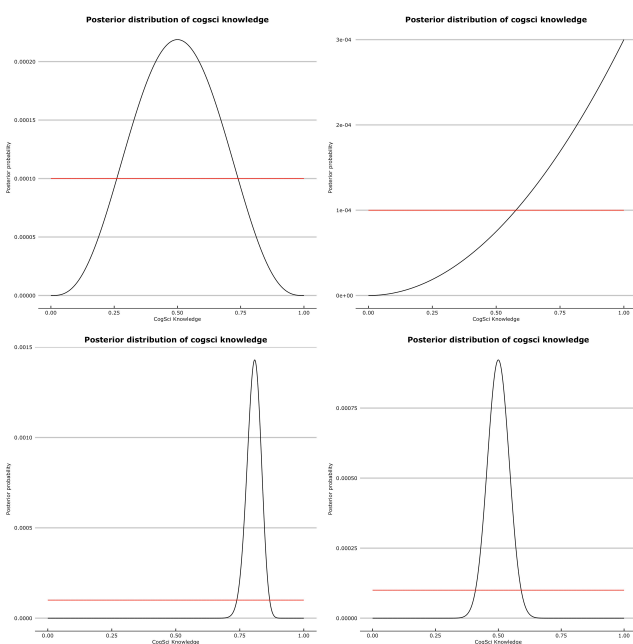 Posterior distribution of cogsci knowledge
0.00020
0.00015
0.00010
0.00005
0.00000
Posterior probability
0.00 0.25 0.50 0.75 1.00
CogSci Knowledge
Posterior distribution of cogsci knowledge
3e-04
2e-04
1e-04
0e+00
Posterior probability
0.00 0.25 0.50 0.75 1.00
CogSci Knowledge
Posterior distribution of cogsci knowledge
0.0015
0.0010
0.0005
0.0000
Posterior probability
0.00 0.25 0.50 0.75 1.00
CogSci Knowledge
Posterior distribution of cogsci knowledge
0.00075
0.00050
0.00025
0.00000
Posterior probability
0.00 0.25 0.50 0.75 1.00
CogSci Knowledge